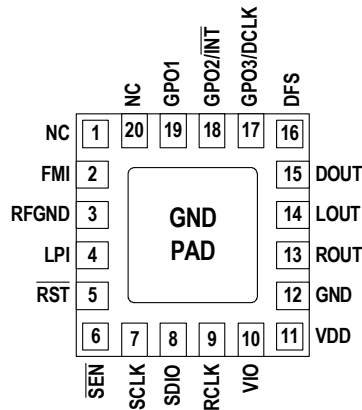 NC
GPO1
GPO2/INT
GPO3/DCLK
DFS
NC
1
20
19
18
17
16
FMI
2
15
DOUT
RFGND
3
GND
PAD
14
LOUT
LPI
4
13
ROUT
RST
5
12
GND
6
7
8
9
10
11
VDD
SEN
SCLK
SDIO
RCLK
VIO